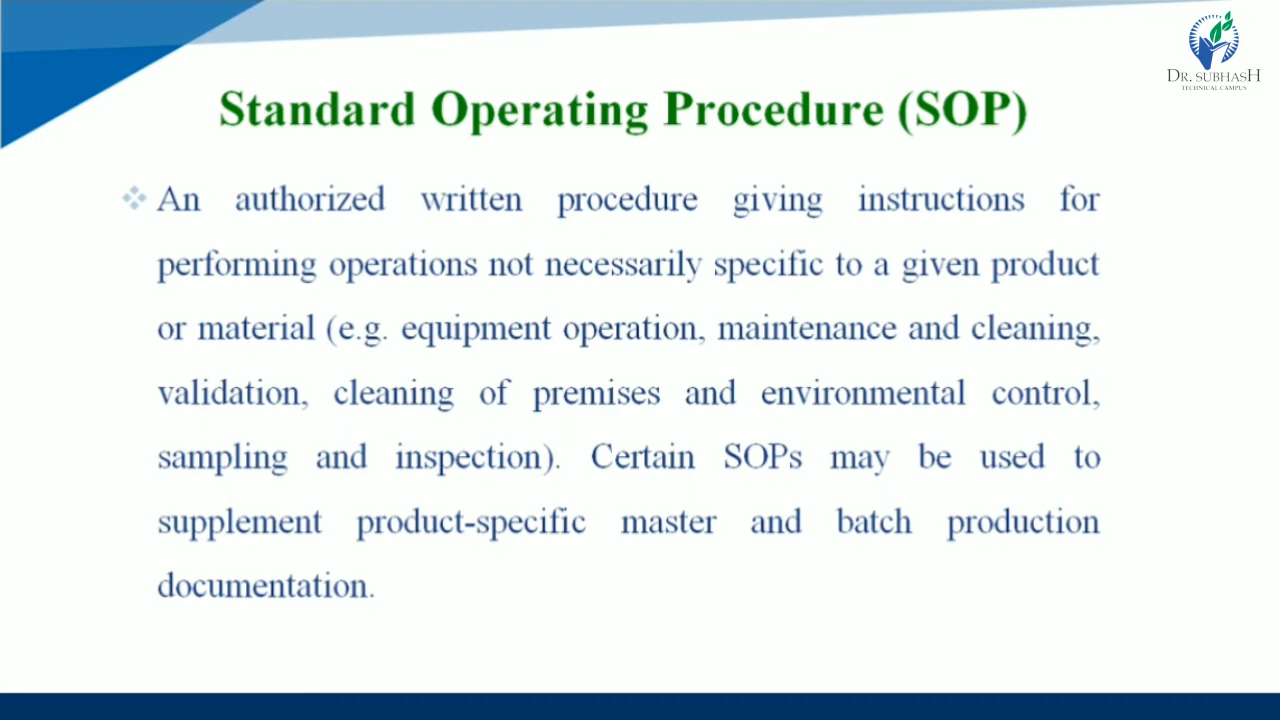 DR. SUBHASH
TECHNICAL CAMPUS
Standard Operating Procedure (SOP)
An authorized written procedure giving instructions for
performing operations not necessarily specific to a given product
or material (e.g. equipment operation, maintenance and cleaning,
validation, cleaning of premises and environmental control,
sampling and inspection). Certain SOPs may be used to
supplement product-specific master and batch production
documentation.